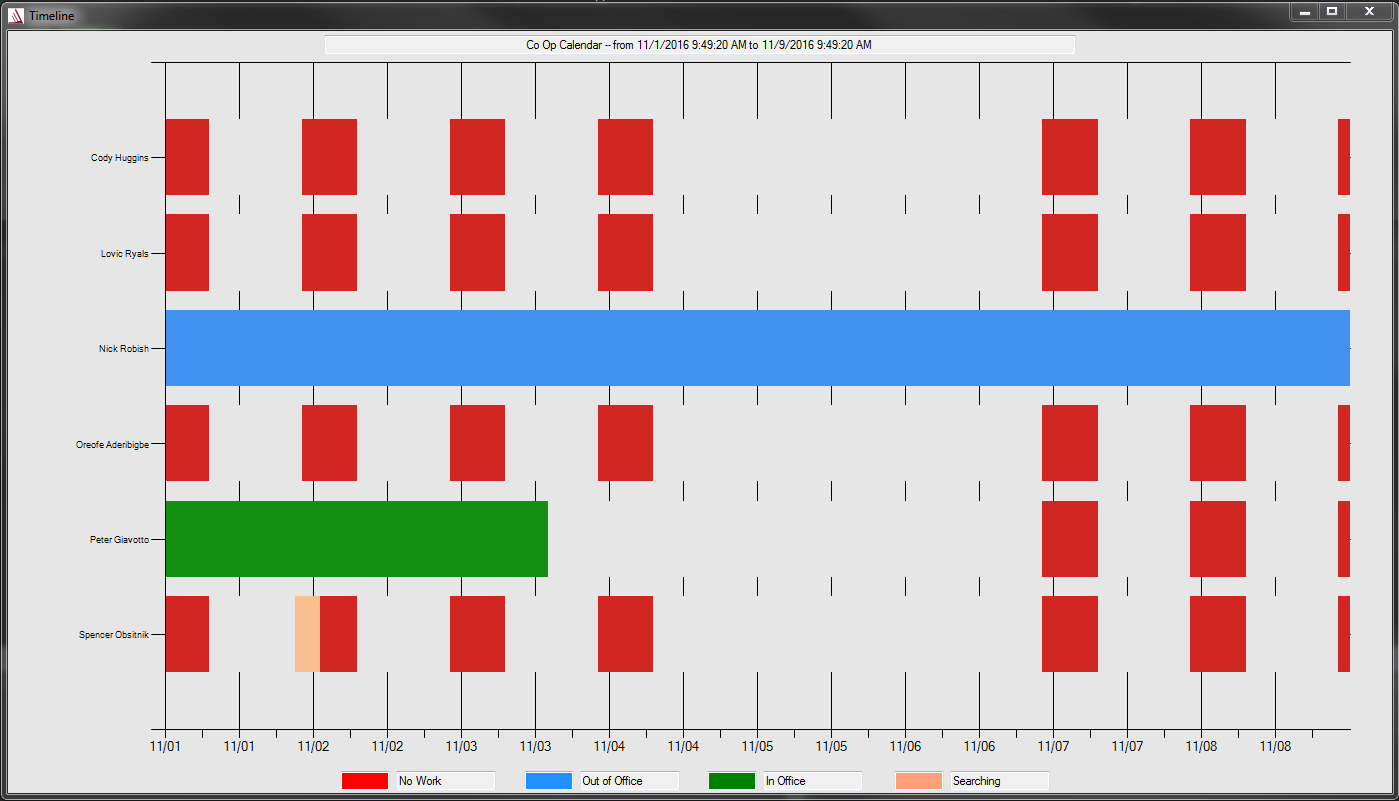 Timeline
Co Op Calendar -- from 11/1/2016 9:49:20 AM to 11/9/2016 9:49:20 AM
Cody Huggins
Lovic Ryals
Nick Robish
Oreofe Aderibigbe
Peter Giavotto
Spencer Obsitnik
11/01 11/01 11/02 11/02 11/03 11/03 11/04 11/04 11/05 11/05 11/06 11/06 11/07 11/07 11/08 11/08
No Work Out of Office In Office Searching